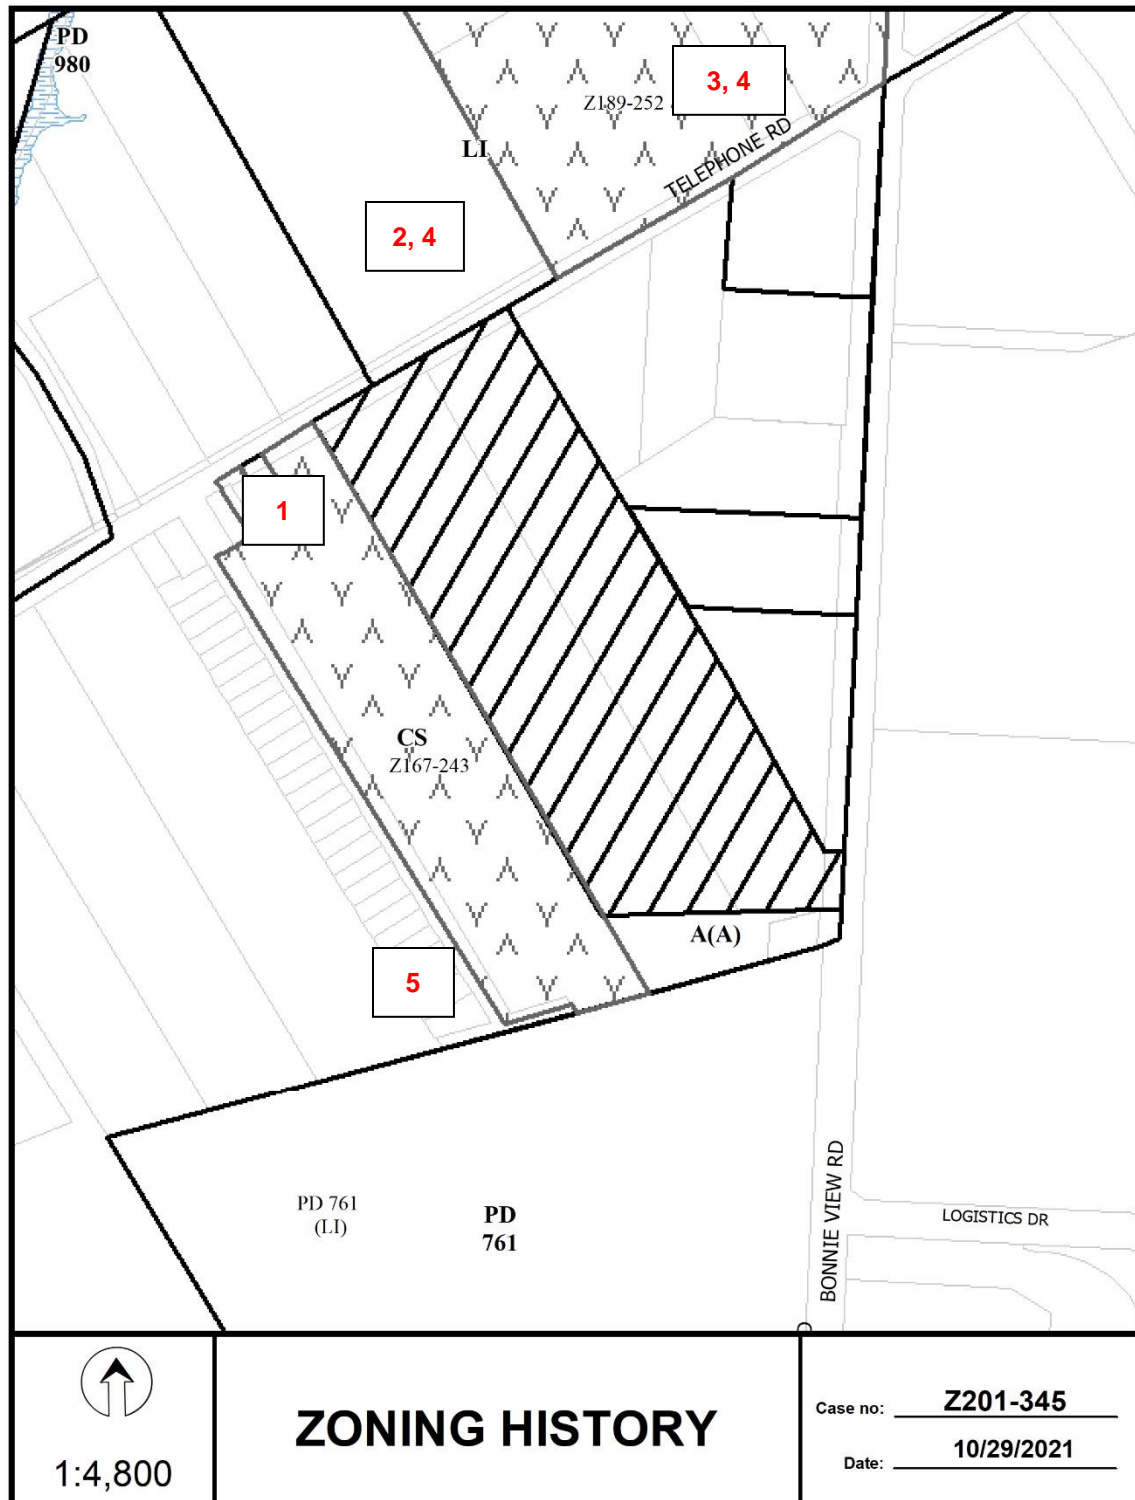 PD
980
3, 4
Z189-252
LI
TELEPHONE RD
2, 4
1
CS
Z167-243
A(A)
5
PD 761
(LI)
PD
761
BONNIE VIEW RD
LOGISTICS DR
1:4,800
ZONING HISTORY
Case no: Z201-345
Date: 10/29/2021